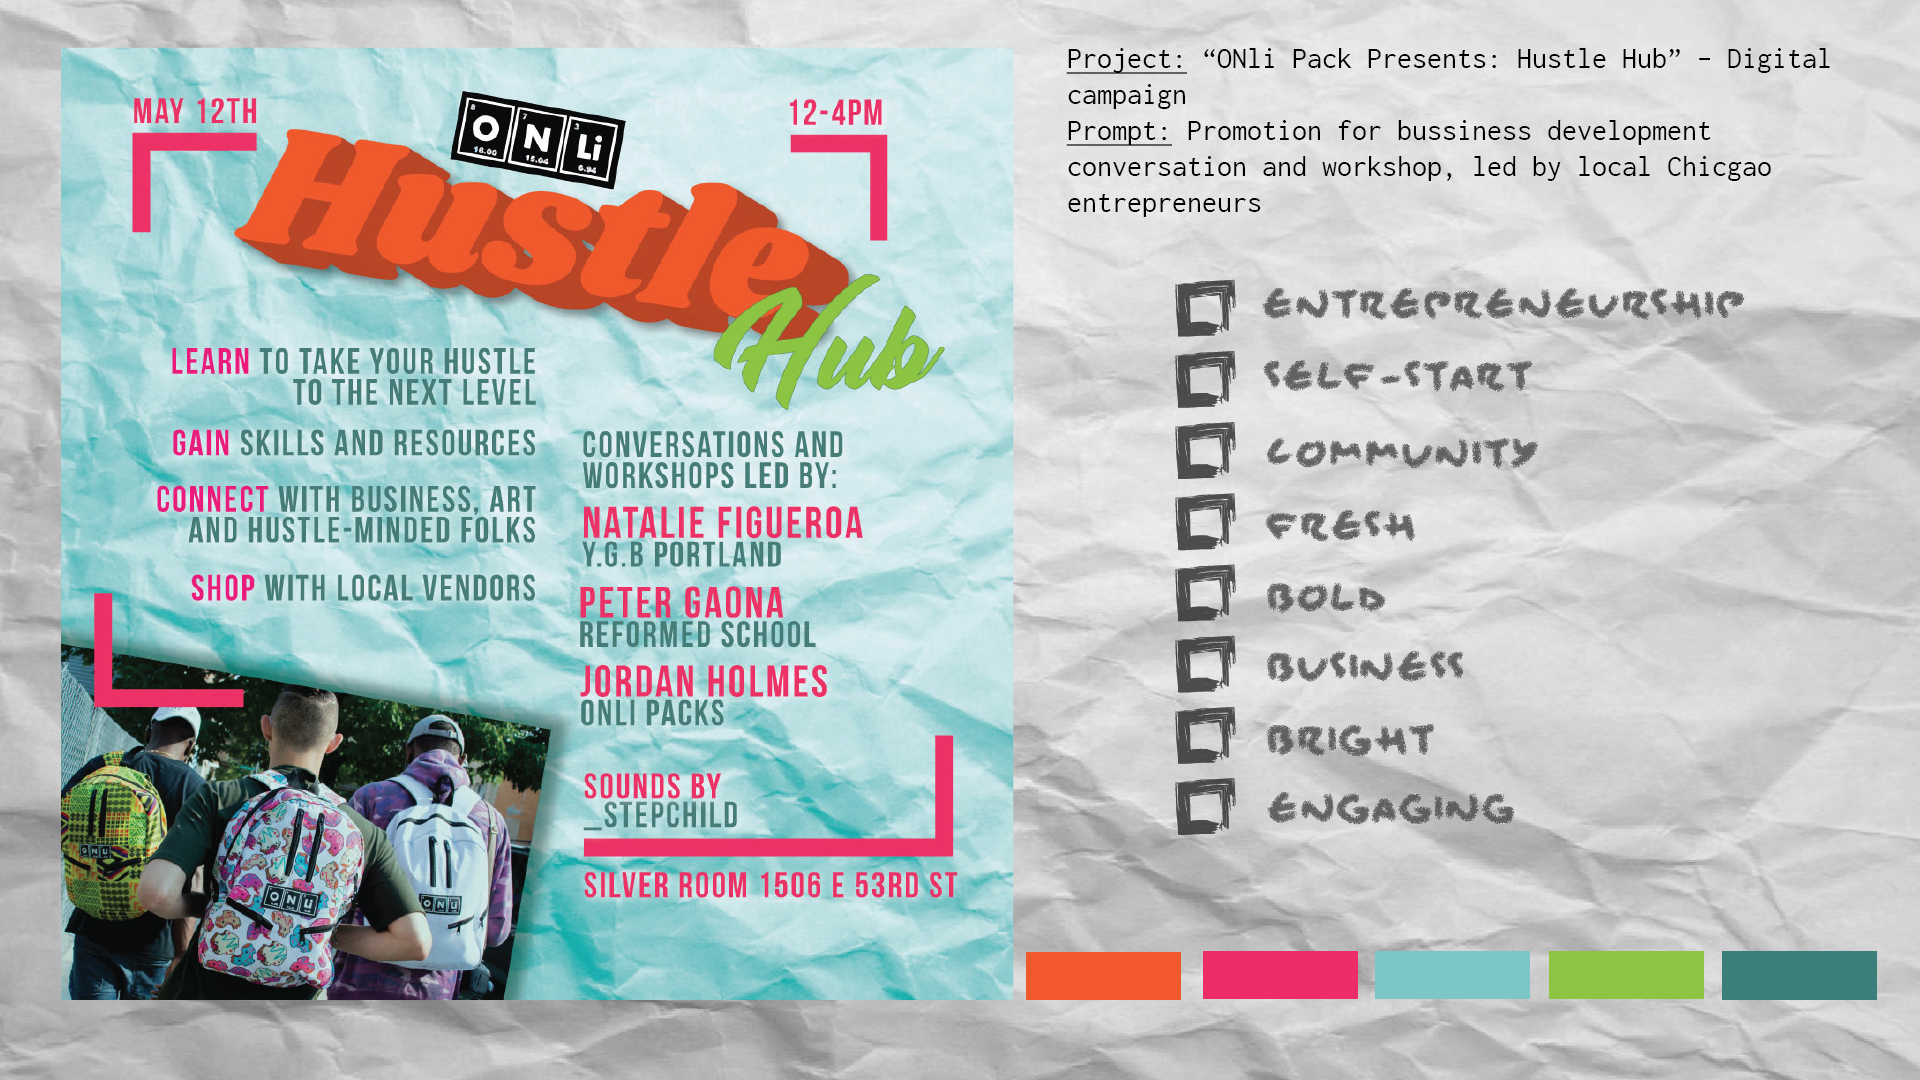 MAY 12TH
12-4PM
8 7 3
O N Li
16.00 15.04 6.94
Hustle
Hub
LEARN TO TAKE YOUR HUSTLE
TO THE NEXT LEVEL
GAIN SKILLS AND RESOURCES
CONNECT WITH BUSINESS, ART
AND HUSTLE-MINDED FOLKS
SHOP WITH LOCAL VENDORS
CONVERSATIONS AND
WORKSHOPS LED BY:
NATALIE FIGUEROA
Y.G.B PORTLAND
PETER GAONA
REFORMED SCHOOL
JORDAN HOLMES
ONLI PACKS
SOUNDS BY
_STEPCHILD
SILVER ROOM 1506 E 53RD ST
O N Li
O N Li
O N Li
Project: “ONli Pack Presents: Hustle Hub” – Digital
campaign
Prompt: Promotion for bussiness development
conversation and workshop, led by local Chicgao
entrepreneurs
ENTREPRENEURSHIP
SELF-START
COMMUNITY
FRESH
BOLD
BUSINESS
BRIGHT
ENGAGING